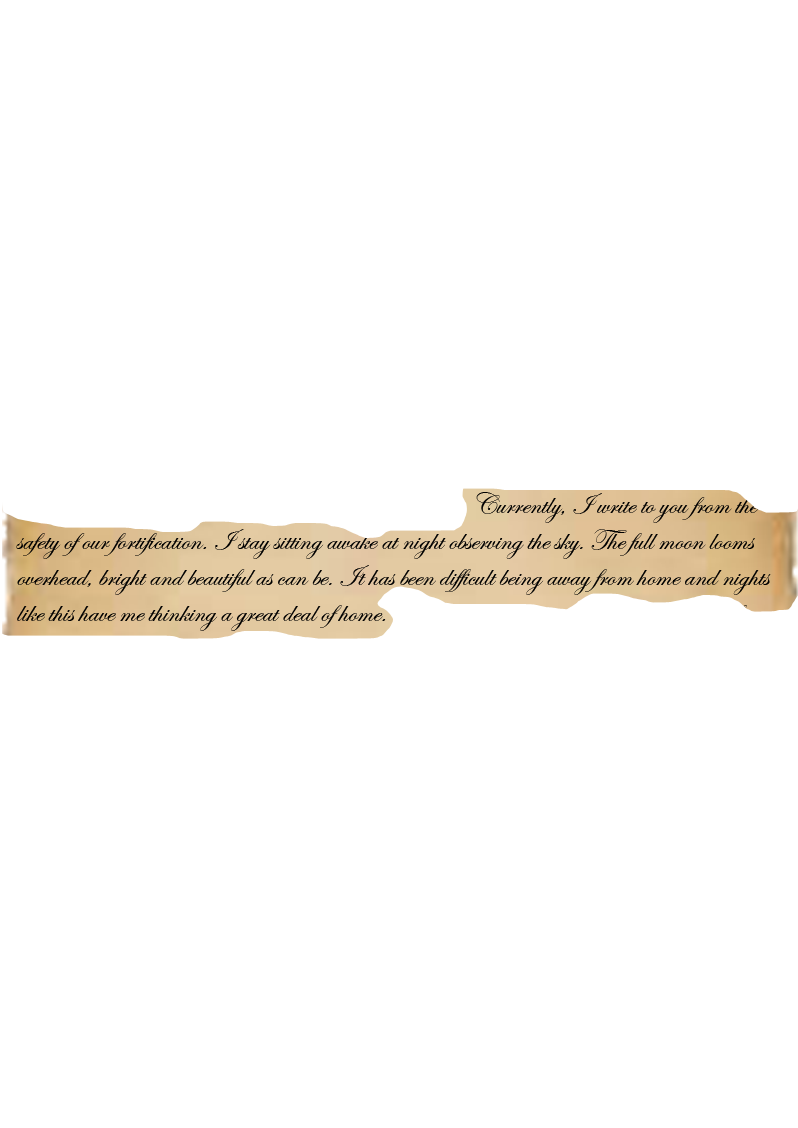 Currently, I write to you from the
safety of our fortification. I stay sitting awake at night observing the sky. The full moon looms
overhead, bright and beautiful as can be. It has been difficult being away from home and nights
like this have me thinking a great deal of home.